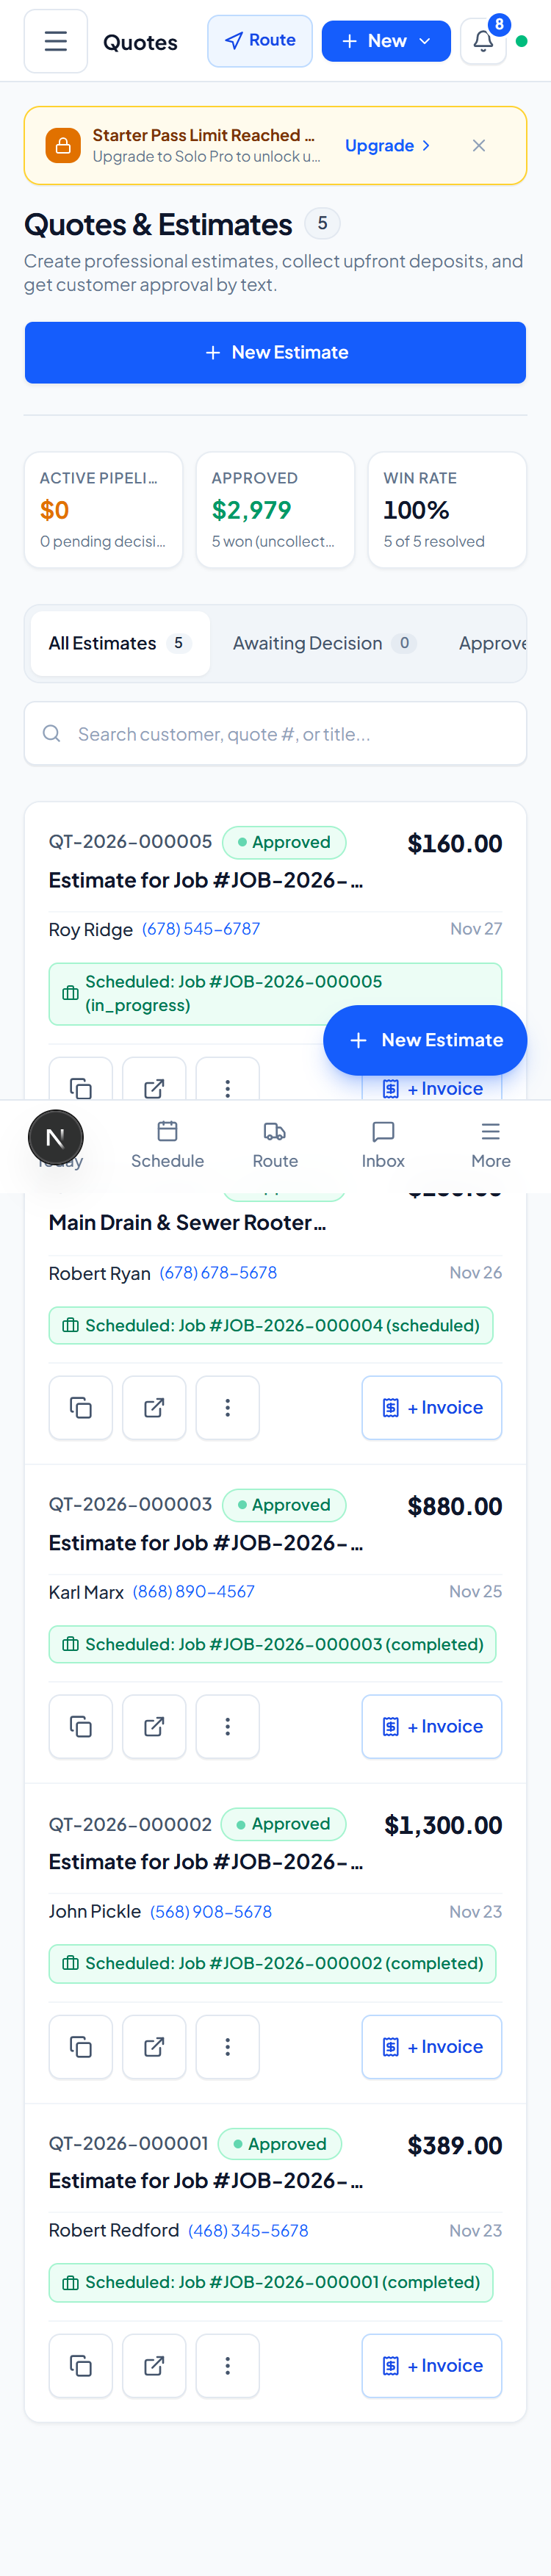 Quotes
Route
+ New
8
Starter Pass Limit Reached ...
Upgrade to Solo Pro to unlock u...
Upgrade
Quotes & Estimates 5
Create professional estimates, collect upfront deposits, and
get customer approval by text.
+ New Estimate
ACTIVE PIPELI...
$0
0 pending decisi...
APPROVED
$2,979
5 won (uncollect...
WIN RATE
100%
5 of 5 resolved
All Estimates 5
Awaiting Decision 0
Approve
Search customer, quote #, or title...
QT-2026-000005 Approved $160.00
Estimate for Job #JOB-2026-...
Roy Ridge (678) 545-6787 Nov 27
Scheduled: Job #JOB-2026-000005
(in_progress)
+ New Estimate
+ Invoice
N
Today
Schedule
Route
Inbox
More
Main Drain & Sewer Rooter...
Robert Ryan (678) 678-5678 Nov 26
Scheduled: Job #JOB-2026-000004 (scheduled)
+ Invoice
QT-2026-000003 Approved $880.00
Estimate for Job #JOB-2026-...
Karl Marx (868) 890-4567 Nov 25
Scheduled: Job #JOB-2026-000003 (completed)
+ Invoice
QT-2026-000002 Approved $1,300.00
Estimate for Job #JOB-2026-...
John Pickle (568) 908-5678 Nov 23
Scheduled: Job #JOB-2026-000002 (completed)
+ Invoice
QT-2026-000001 Approved $389.00
Estimate for Job #JOB-2026-...
Robert Redford (468) 345-5678 Nov 23
Scheduled: Job #JOB-2026-000001 (completed)
+ Invoice